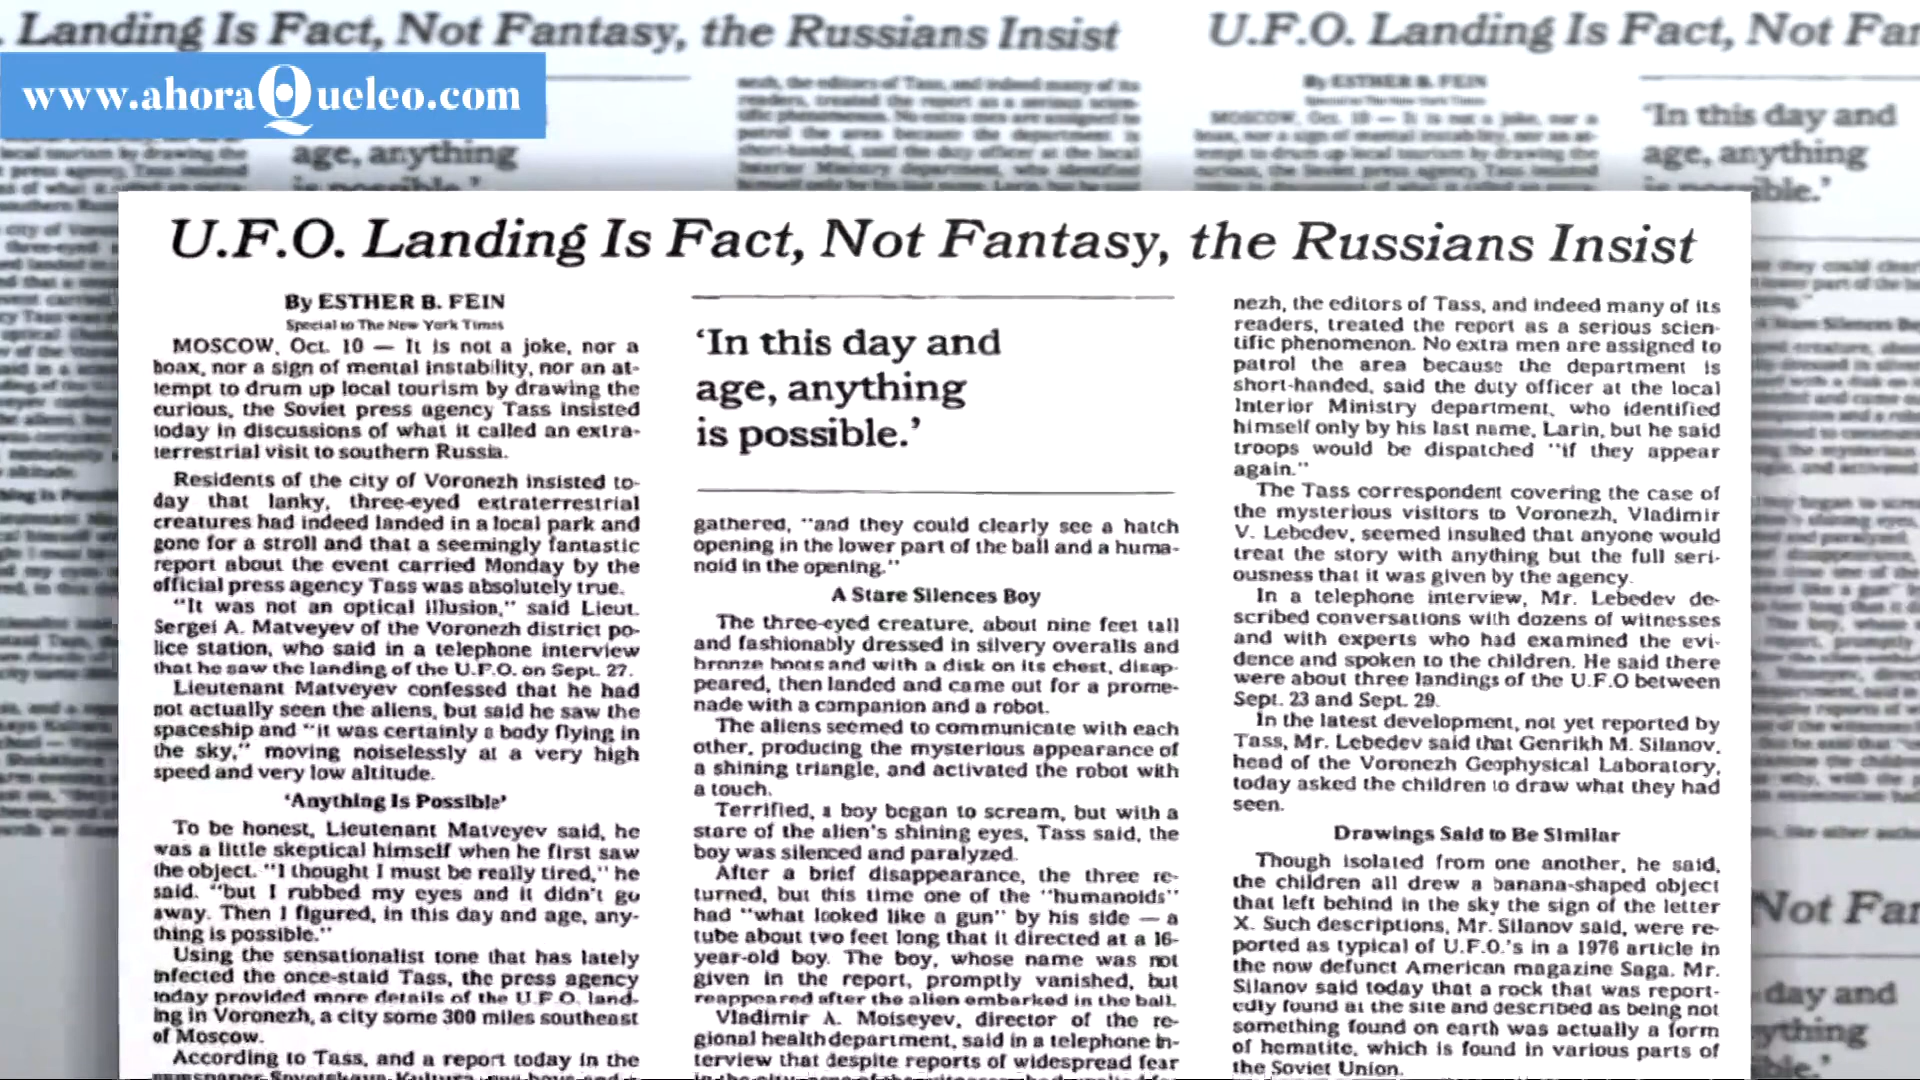 Landing Is Fact, Not Fantasy, the Russians Insist
U.F.O. Landing Is Fact, Not Far
www.ahoraQueleo.com
By ESTHER B. FEIN
'In this day and
age, anything
is possible.'
age, anything
U.F.O. Landing Is Fact, Not Fantasy, the Russians Insist
By ESTHER B. FEIN
Special to The New York Times
MOSCOW, Oct. 10 — It is not a joke, nor a
hoax, nor a sign of mental instability, nor an at-
tempt to drum up local tourism by drawing the
curious, the Soviet press agency Tass insisted
today in discussions of what it called an extra-
terrestrial visit to southern Russia.
Residents of the city of Voronezh insisted to-
day that lanky, three-eyed extraterrestrial
creatures had indeed landed in a local park and
gone for a stroll and that a seemingly fantastic
report about the event carried Monday by the
official press agency Tass was absolutely true.
"It was not an optical illusion," said Lieut.
Sergei A. Matveyev of the Voronezh district po-
lice station, who said in a telephone interview
that he saw the landing of the U.F.O. on Sept. 27.
Lieutenant Matveyev confessed that he had
not actually seen the aliens, but said he saw the
spaceship and "it was certainly a body flying in
the sky," moving noiselessly at a very high
speed and very low altitude.
'Anything Is Possible'
To be honest, Lieutenant Matveyev said, he
was a little skeptical himself when he first saw
the object. "I thought I must be really tired," he
said. "but I rubbed my eyes and it didn't go
away. Then I figured, in this day and age, any-
thing is possible."
Using the sensationalist tone that has lately
infected the once-staid Tass, the press agency
today provided more details of the U.F.O. land-
ing in Voronezh, a city some 300 miles southeast
of Moscow.
According to Tass, and a report today in the
newspaper Sovetskaya Kultura, two boys and a
'In this day and
age, anything
is possible.'
gathered, "and they could clearly see a hatch
opening in the lower part of the ball and a huma-
noid in the opening."
A Stare Silences Boy
The three-eyed creature, about nine feet tall
and fashionably dressed in silvery overalls and
bronze boots and with a disk on its chest, disap-
peared, then landed and came out for a prome-
nade with a companion and a robot.
The aliens seemed to communicate with each
other, producing the mysterious appearance of
a shining triangle, and activated the robot with
a touch.
Terrified, a boy began to scream, but with a
stare of the alien's shining eyes, Tass said, the
boy was silenced and paralyzed.
After a brief disappearance, the three re-
turned, but this time one of the "humanoids"
had "what looked like a gun" by his side — a
tube about two feet long that it directed at a 16-
year-old boy. The boy, whose name was not
given in the report, promptly vanished, but
reappeared after the alien embarked in the ball.
Vladimir A. Moiseyev, director of the re-
gional health department, said in a telephone in-
terview that despite reports of widespread fear
nezh, the editors of Tass, and indeed many of its
readers, treated the report as a serious scien-
tific phenomenon. No extra men are assigned to
patrol the area because the department is
short-handed, said the duty officer at the local
Interior Ministry department, who identified
himself only by his last name, Larin, but he said
troops would be dispatched "if they appear
again."
The Tass correspondent covering the case of
the mysterious visitors to Voronezh, Vladimir
V. Lebedev, seemed insulted that anyone would
treat the story with anything but the full seri-
ousness that it was given by the agency.
In a telephone interview, Mr. Lebedev de-
scribed conversations with dozens of witnesses
and with experts who had examined the evi-
dence and spoken to the children. He said there
were about three landings of the U.F.O between
Sept. 23 and Sept. 29.
In the latest development, not yet reported by
Tass, Mr. Lebedev said that Genrikh M. Silanov,
head of the Voronezh Geophysical Laboratory,
today asked the children to draw what they had
seen.
Drawings Said to Be Similar
Though isolated from one another, he said,
the children all drew a banana-shaped object
that left behind in the sky the sign of the letter
X. Such descriptions, Mr. Silanov said, were re-
ported as typical of U.F.O.'s in a 1976 article in
the now defunct American magazine Saga. Mr.
Silanov said today that a rock that was report-
edly found at the site and described as being not
something found on earth was actually a form
of hematite, which is found in various parts of
the Soviet Union.
Not Far
day and
ything
ible.'